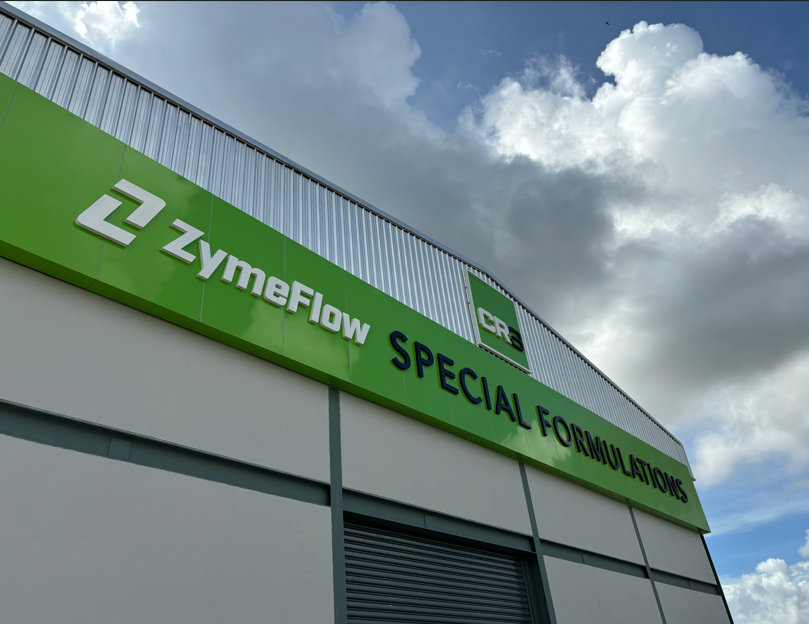 ZymeFlow
SPECIAL FORMULATIONS
CR3